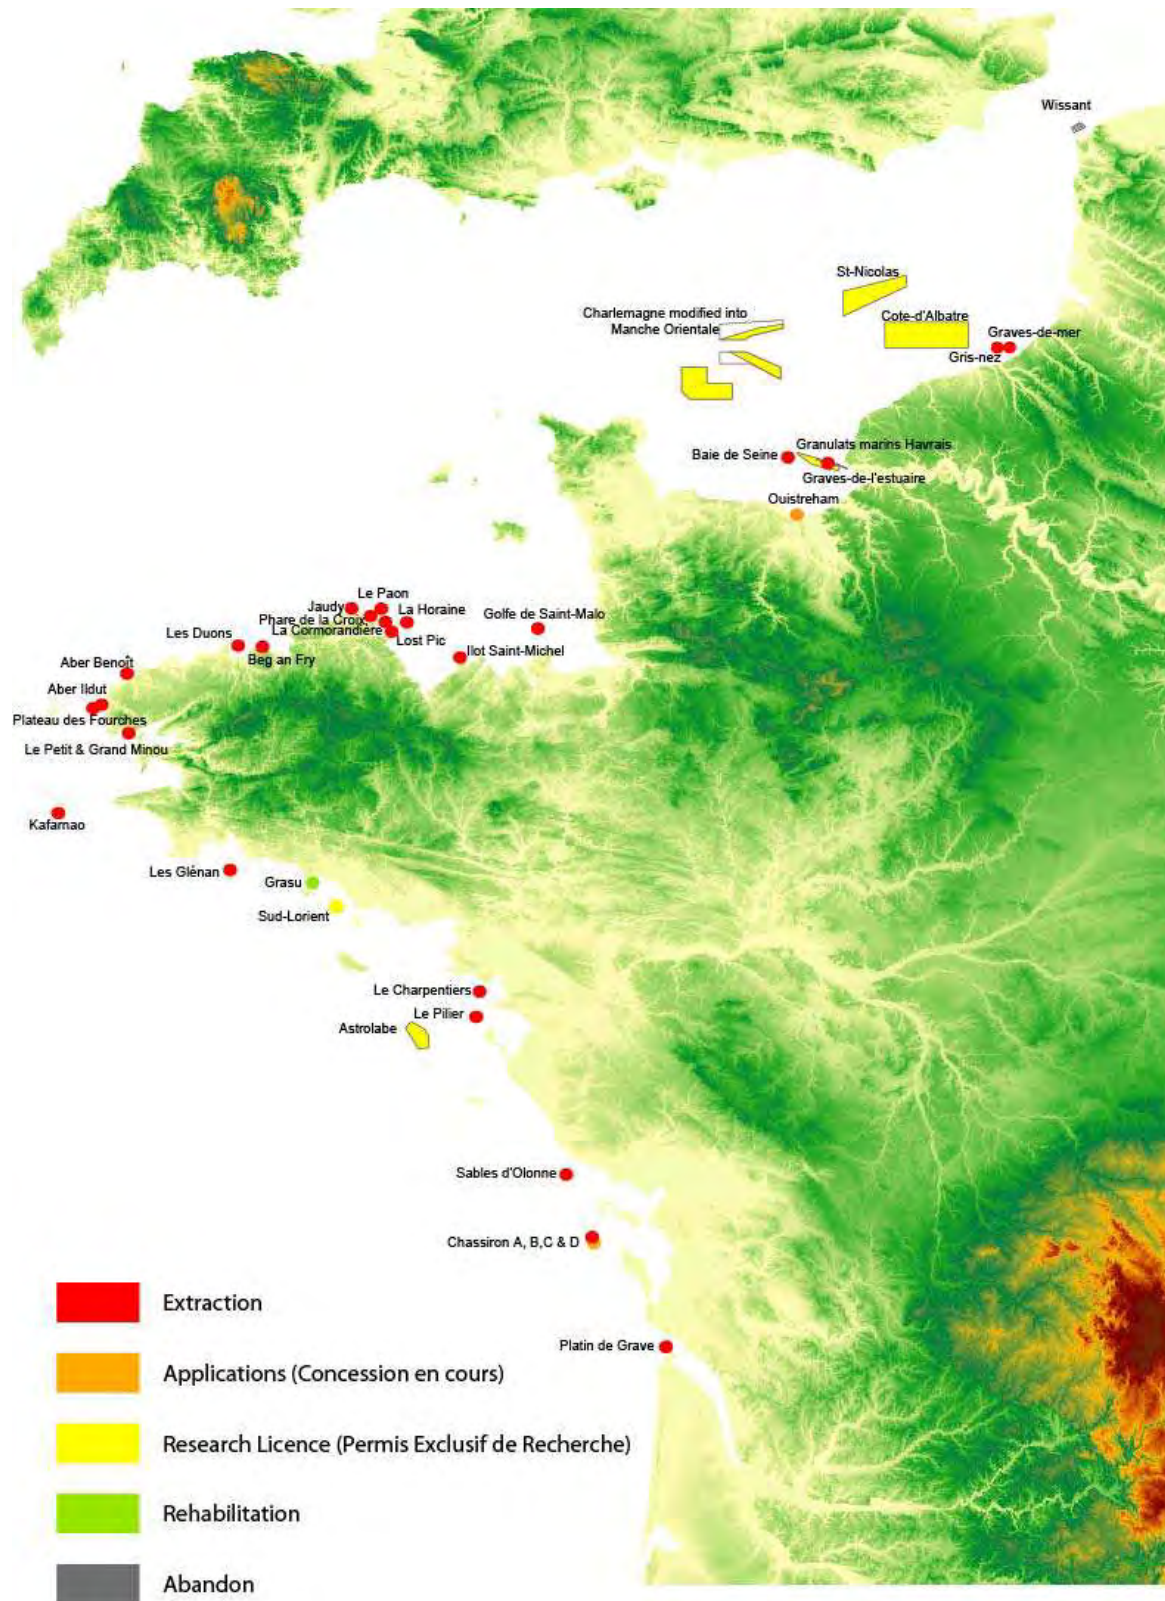 Wissant
St-Nicolas
Charlemagne modified into
Manche Orientale
Cote-d'Albatre
Graves-de-mer
Gris-nez
Baie de Seine
Granulats marins Havrais
Graves-de-l'estuaire
Ouistreham
Le Paon
Jaudy
La Horaine
Phare de la Croix
La Cormorandière
Lost Pic
Golfe de Saint-Malo
Les Duons
Beg an Fry
Ilot Saint-Michel
Aber Benoît
Aber Ildut
Plateau des Fourches
Le Petit & Grand Minou
Kafarnao
Les Glénan
Grasu
Sud-Lorient
Le Charpentiers
Le Pilier
Astrolabe
Sables d'Olonne
Chassiron A, B,C & D
Platin de Grave
Extraction
Applications (Concession en cours)
Research Licence (Permis Exclusif de Recherche)
Rehabilitation
Abandon